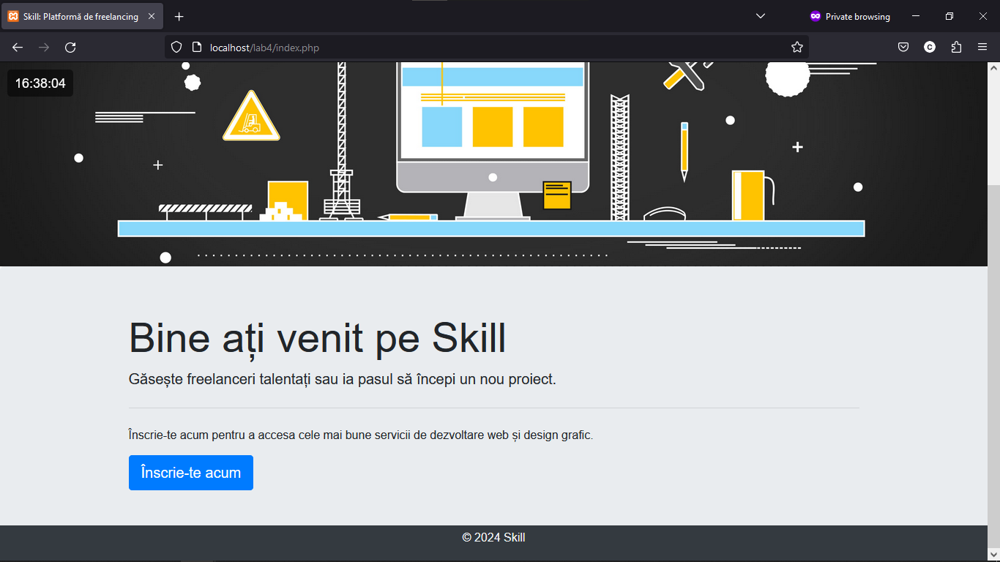 Skill: Platformă de freelancing
Private browsing
localhost/lab4/index.php
16:38:04
Bine ați venit pe Skill
Găsește freelanceri talentați sau ia pasul să începi un nou proiect.
Înscrie-te acum pentru a accesa cele mai bune servicii de dezvoltare web și design grafic.
Înscrie-te acum
© 2024 Skill